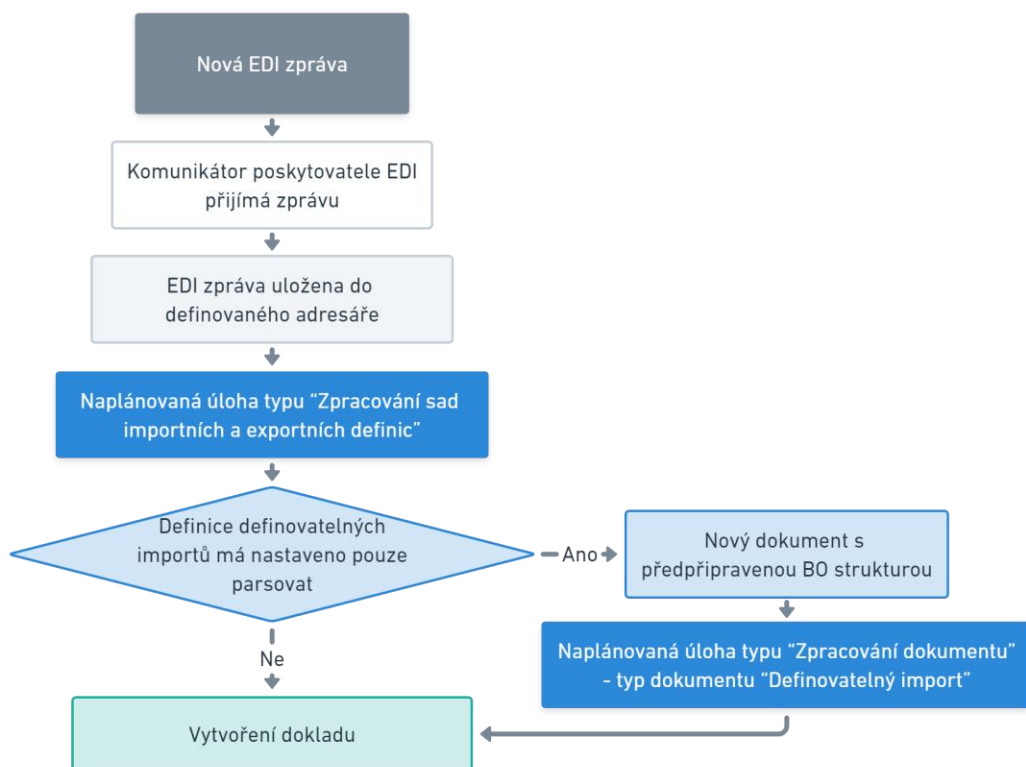 Nová EDI zpráva
Komunikátor poskytovatele EDI
přijímá zprávu
EDI zpráva uložena do
definovaného adresáře
Naplánovaná úloha typu “Zpracování sad
importních a exportních definic”
Definice definovatelných
importů má nastaveno pouze
parsovat
Ano
Nový dokument s
předpřipravenou BO strukturou
Naplánovaná úloha typu “Zpracování dokumentu”
- typ dokumentu “Definovatelný import”
Ne
Vytvoření dokladu